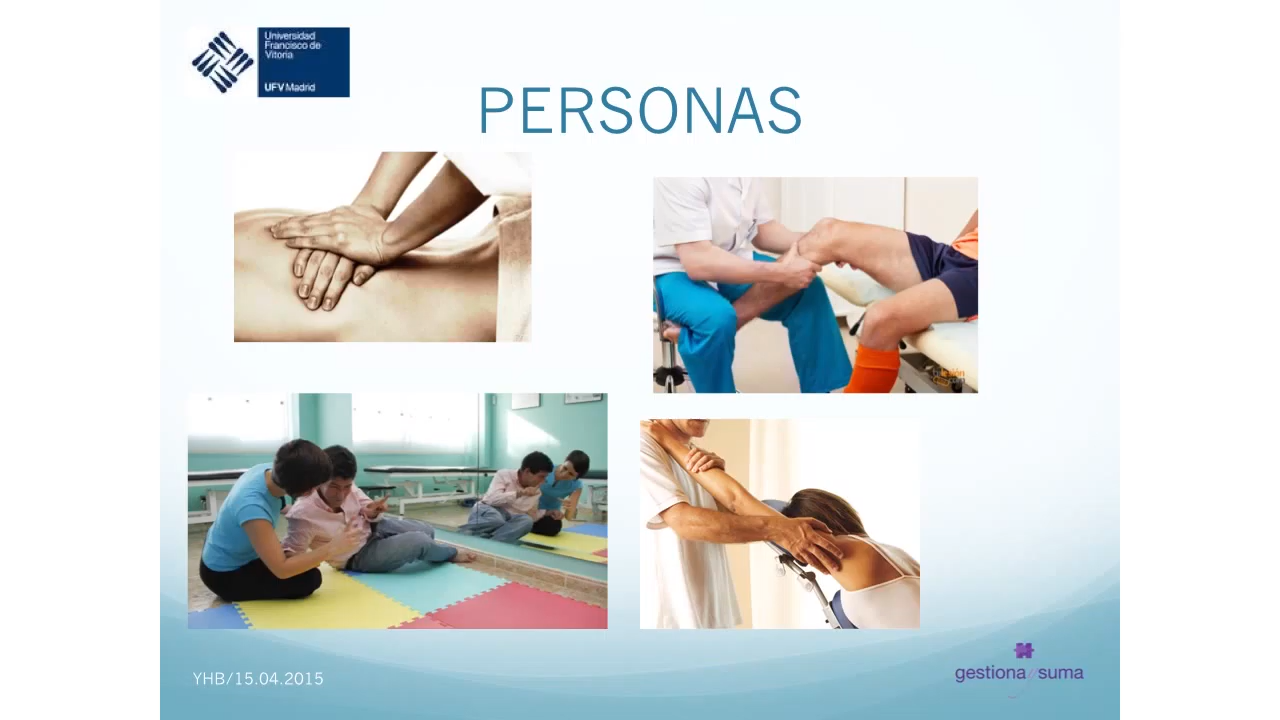 Universidad
Francisco de
Vitoria
UFV Madrid
PERSONAS
YHB/15.04.2015
gestiona y suma